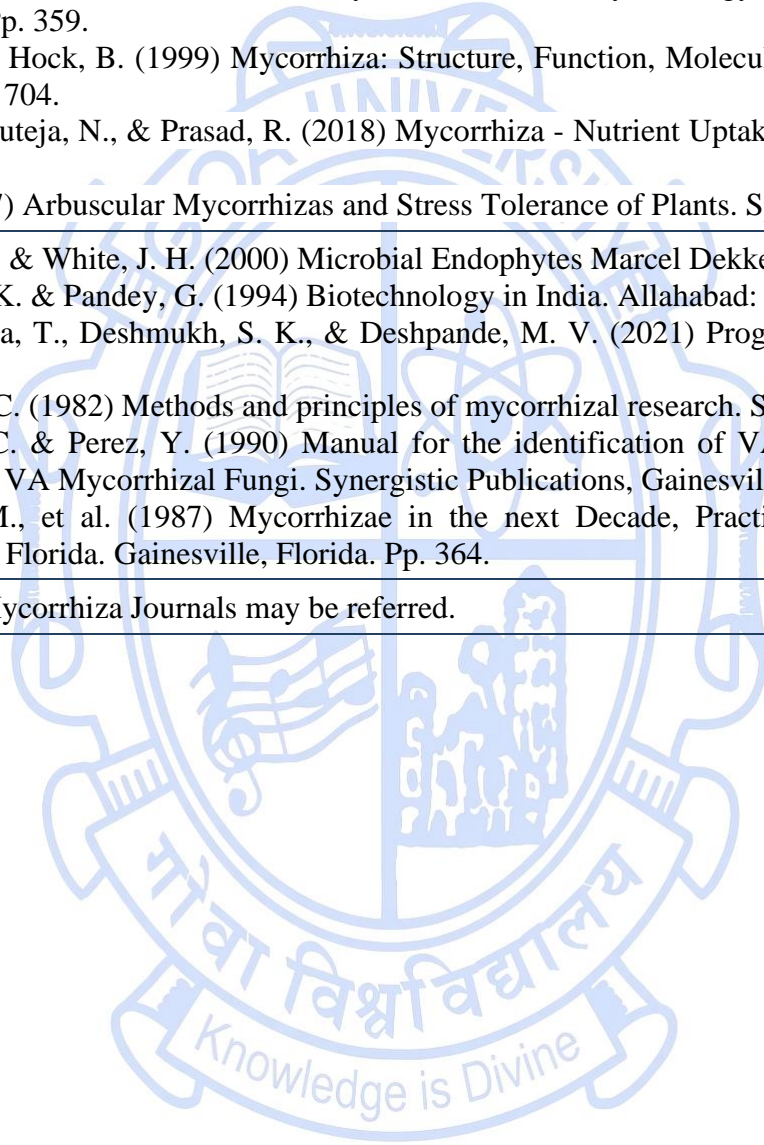 p. 359.
Hock, B. (1999) Mycorrhiza: Structure, Function, Molecul
704.
uteja, N., & Prasad, R. (2018) Mycorrhiza - Nutrient Uptak
) Arbuscular Mycorrhizas and Stress Tolerance of Plants. S
& White, J. H. (2000) Microbial Endophytes Marcel Dekke
K. & Pandey, G. (1994) Biotechnology in India. Allahabad:
a, T., Deshmukh, S. K., & Deshpande, M. V. (2021) Prog
C. (1982) Methods and principles of mycorrhizal research. S
C. & Perez, Y. (1990) Manual for the identification of VA
VA Mycorrhizal Fungi. Synergistic Publications, Gainesvil
M., et al. (1987) Mycorrhizae in the next Decade, Practi
Florida. Gainesville, Florida. Pp. 364.
ycorrhiza Journals may be referred.
गोवा विश्वविद्यालय
Knowledge is Divine